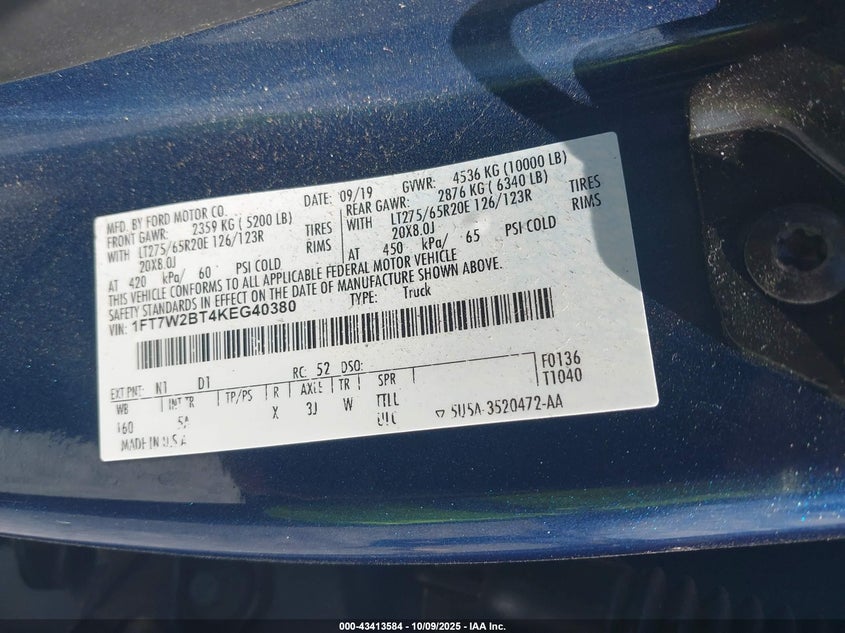 MFD. BY FORD MOTOR CO. DATE: 09/19 GVWR: 4536 KG (10000 LB)
FRONT GAWR: 2359 KG ( 5200 LB) REAR GAWR: 2876 KG ( 6340 LB)
WITH LT275/65R20E 126/123R TIRES WITH LT275/65R20E 126/123R TIRES
20X8.0J RIMS 20X8.0J RIMS
AT 420 kPa/ 60 PSI COLD AT 450 kPa/ 65 PSI COLD
THIS VEHICLE CONFORMS TO ALL APPLICABLE FEDERAL MOTOR VEHICLE
SAFETY STANDARDS IN EFFECT ON THE DATE OF MANUFACTURE SHOWN ABOVE.
VIN: 1FT7W2BT4KEG40380 TYPE: Truck
EXT PNT: N1 D1 RC: 52 DSO: F0136
WB INT TR TP/PS R AXLE TR SPR T1040
160 5A X 3J W
MADE IN U.S.A 5U5A-3520472-AA
000-43413584 - 10/09/2025 - IAA Inc.